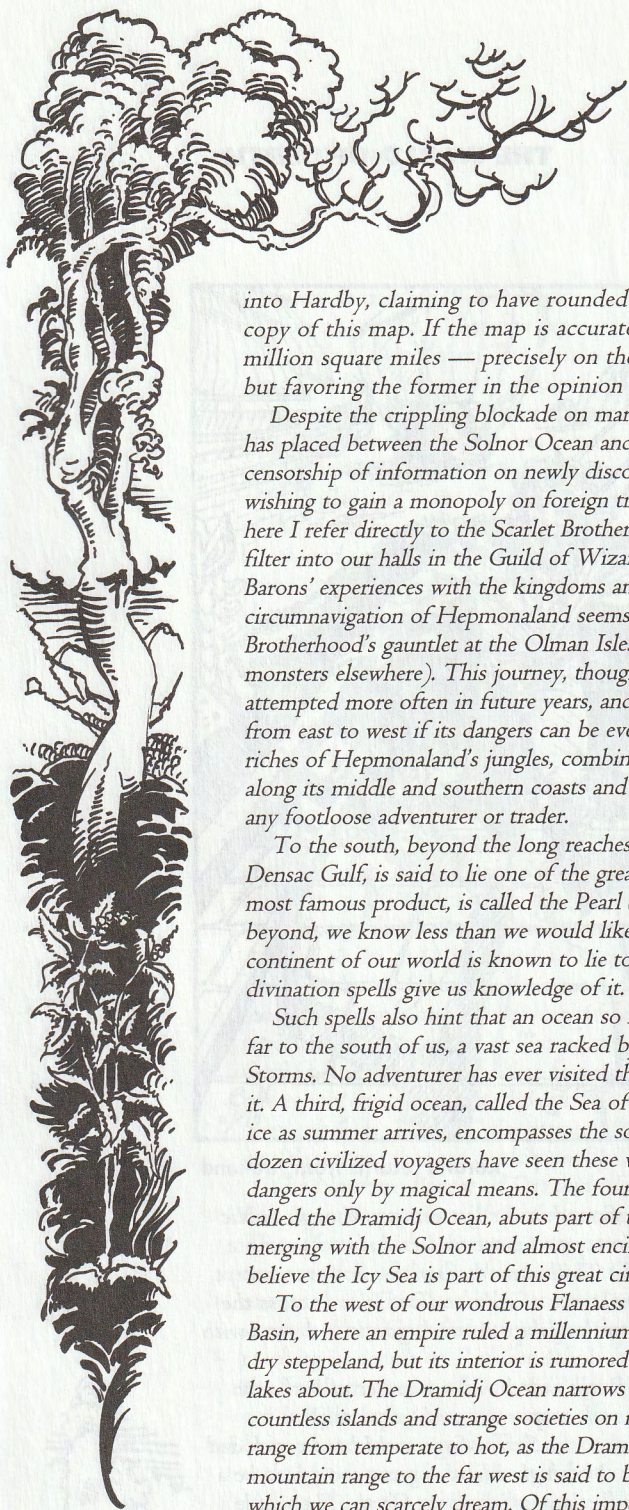 into Hardby, claiming to have rounded
copy of this map. If the map is accurate
million square miles — precisely on the
but favoring the former in the opinion
Despite the crippling blockade on mar
has placed between the Solnor Ocean and
censorship of information on newly disco
wishing to gain a monopoly on foreign tr
here I refer directly to the Scarlet Brother
filter into our halls in the Guild of Wizar
Barons' experiences with the kingdoms an
circumnavigation of Hepmonaland seems
Brotherhood's gauntlet at the Olman Isles
monsters elsewhere). This journey, though
attempted more often in future years, and
from east to west if its dangers can be eve
riches of Hepmonaland's jungles, combin
along its middle and southern coasts and
any footloose adventurer or trader.
To the south, beyond the long reaches
Densac Gulf, is said to lie one of the grea
most famous product, is called the Pearl
beyond, we know less than we would like
continent of our world is known to lie to
divination spells give us knowledge of it.
Such spells also hint that an ocean so
far to the south of us, a vast sea racked b
Storms. No adventurer has ever visited th
it. A third, frigid ocean, called the Sea of
ice as summer arrives, encompasses the so
dozen civilized voyagers have seen these
dangers only by magical means. The four
called the Dramidj Ocean, abuts part of
merging with the Solnor and almost enci
believe the Icy Sea is part of this great cir
To the west of our wondrous Flanaess
Basin, where an empire ruled a millennium
dry steppeland, but its interior is rumored
lakes about. The Dramidj Ocean narrows
countless islands and strange societies on
range from temperate to hot, as the Dram
mountain range to the far west is said to b
which we can scarcely dream. Of this imp